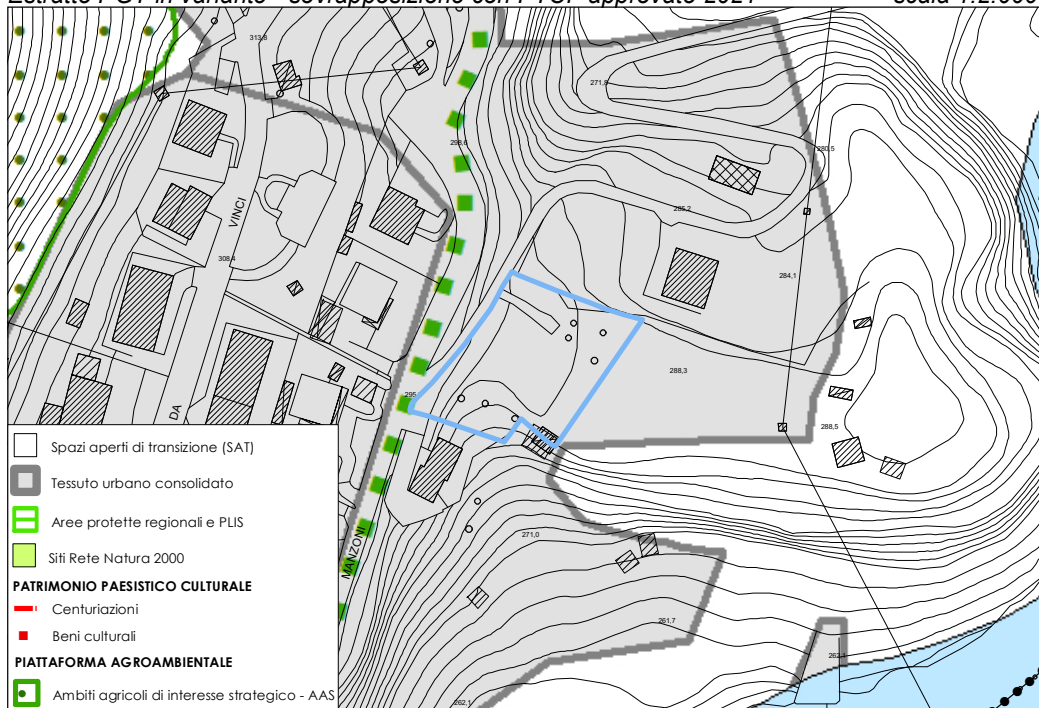 Estratto PGT in variante - sovrapposizione con PTCP approvato 2021 scala 1:2.000
313,8
271,8
298,6
280,5
VINCI
285,2
308,4
284,1
288,3
295
DA
288,5
Spazi aperti di transizione (SAT)
Tessuto urbano consolidato
Aree protette regionali e PLIS
271,0
MANZONI
Siti Rete Natura 2000
PATRIMONIO PAESISTICO CULTURALE
Centuriazioni
261,7
Beni culturali
262,1
PIATTAFORMA AGROAMBIENTALE
Ambiti agricoli di interesse strategico - AAS
262,1